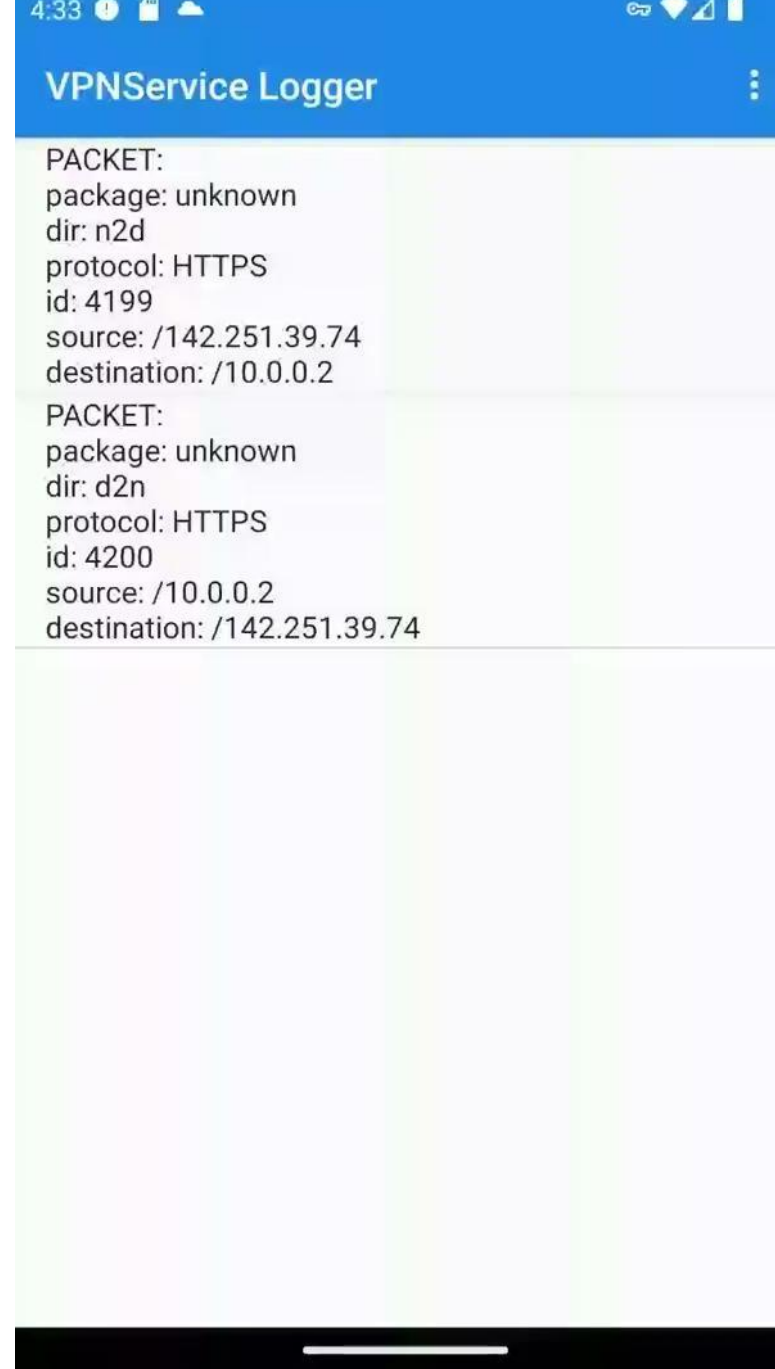 4:33
VPNService Logger
PACKET:
package: unknown
dir: n2d
protocol: HTTPS
id: 4199
source: /142.251.39.74
destination: /10.0.0.2
PACKET:
package: unknown
dir: d2n
protocol: HTTPS
id: 4200
source: /10.0.0.2
destination: /142.251.39.74